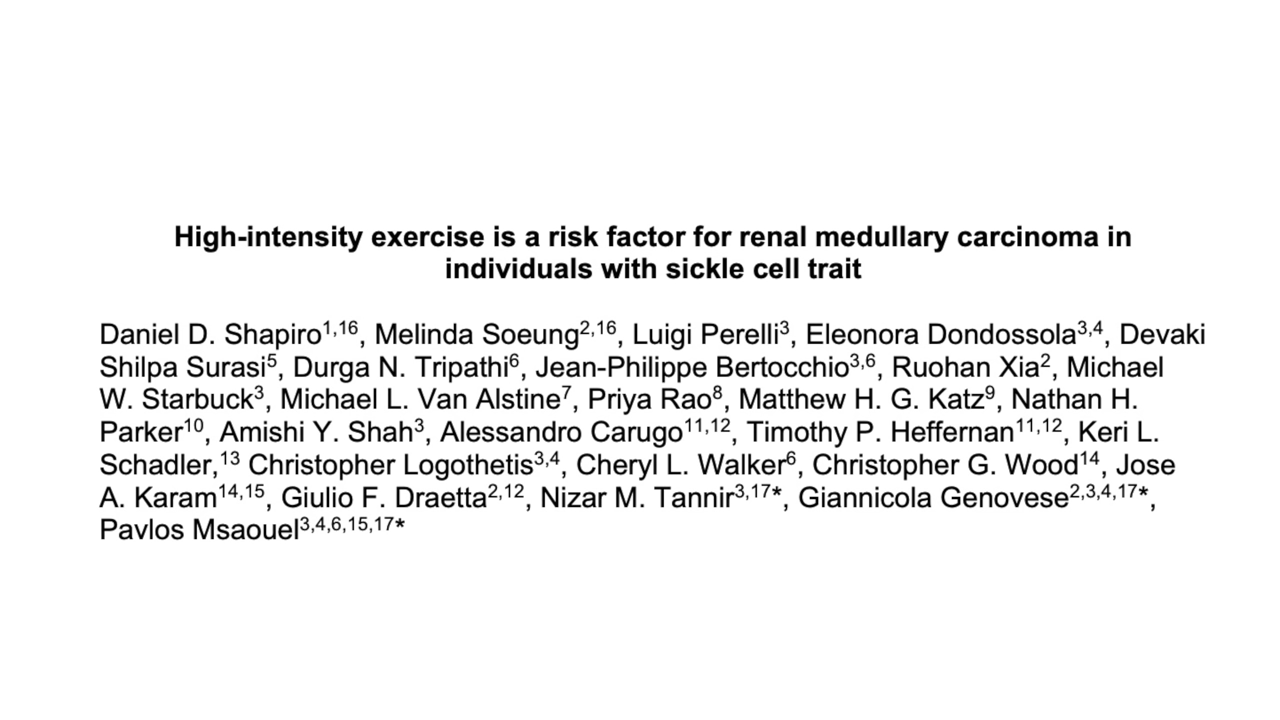 High-intensity exercise is a risk factor for renal medullary carcinoma in
individuals with sickle cell trait
Daniel D. Shapiro1,16, Melinda Soeung2,16, Luigi Perelli3, Eleonora Dondossola3,4, Devaki
Shilpa Surasi5, Durga N. Tripathi6, Jean-Philippe Bertocchio3,6, Ruohan Xia2, Michael
W. Starbuck3, Michael L. Van Alstine7, Priya Rao8, Matthew H. G. Katz9, Nathan H.
Parker10, Amishi Y. Shah3, Alessandro Carugo11,12, Timothy P. Heffernan11,12, Keri L.
Schadler,13 Christopher Logothetis3,4, Cheryl L. Walker6, Christopher G. Wood14, Jose
A. Karam14,15, Giulio F. Draetta2,12, Nizar M. Tannir3,17*, Giannicola Genovese2,3,4,17*,
Pavlos Msaouel3,4,6,15,17*